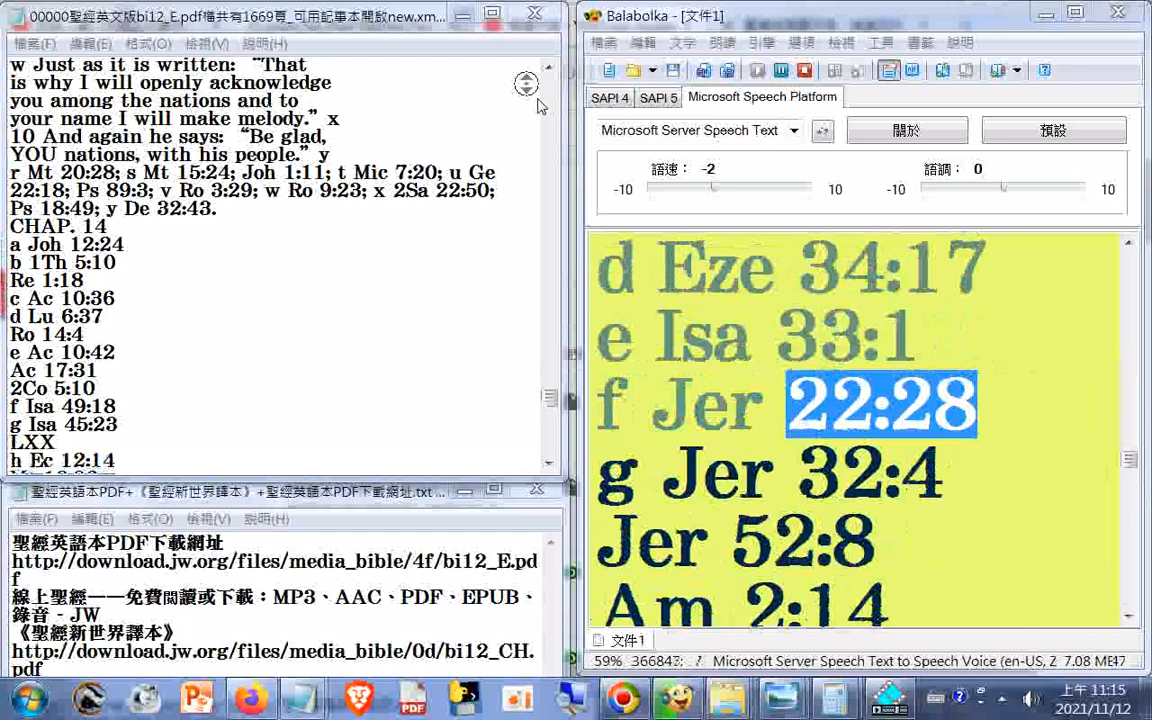 00000聖經英文版bi12_E.pdf檔共有1669頁_可用記事本開啟new.xm...
檔案(F) 編輯(E) 格式(O) 檢視(V) 說明(H)
w Just as it is written: “That
is why I will openly acknowledge
you among the nations and to
your name I will make melody.” x
10 And again he says: “Be glad,
YOU nations, with his people.” y
r Mt 20:28; s Mt 15:24; Joh 1:11; t Mic 7:20; u Ge
22:18; Ps 89:3; v Ro 3:29; w Ro 9:23; x 2Sa 22:50;
Ps 18:49; y De 32:43.
CHAP. 14
a Joh 12:24
b 1Th 5:10
Re 1:18
c Ac 10:36
d Lu 6:37
Ro 14:4
e Ac 10:42
Ac 17:31
2Co 5:10
f Isa 49:18
g Isa 45:23
LXX
h Ec 12:14
聖經英語本PDF+《聖經新世界譯本》+聖經英語本PDF下載網址.txt ...
檔案(F) 編輯(E) 格式(O) 檢視(V) 說明(H)
聖經英語本PDF下載網址
http://download.jw.org/files/media_bible/4f/bi12_E.pd
f
線上聖經──免費閱讀或下載：MP3、AAC、PDF、EPUB、
錄音 - JW
《聖經新世界譯本》
http://download.jw.org/files/media_bible/0d/bi12_CH.
pdf
Balabolka - [文件1]
檔案 編輯 文字 朗讀 引擎 選項 檢視 工具 書籤 說明
SAPI 4 SAPI 5 Microsoft Speech Platform
Microsoft Server Speech Text 關於 預設
語速： -2 語調： 0
-10 10 -10 10
d Eze 34:17
e Isa 33:1
f Jer 22:28
g Jer 32:4
Jer 52:8
Am 2:14
文件1
59% Microsoft Server Speech Text to Speech Voice (en-US, Z 7.08 MB
上午 11:15
2021/11/12